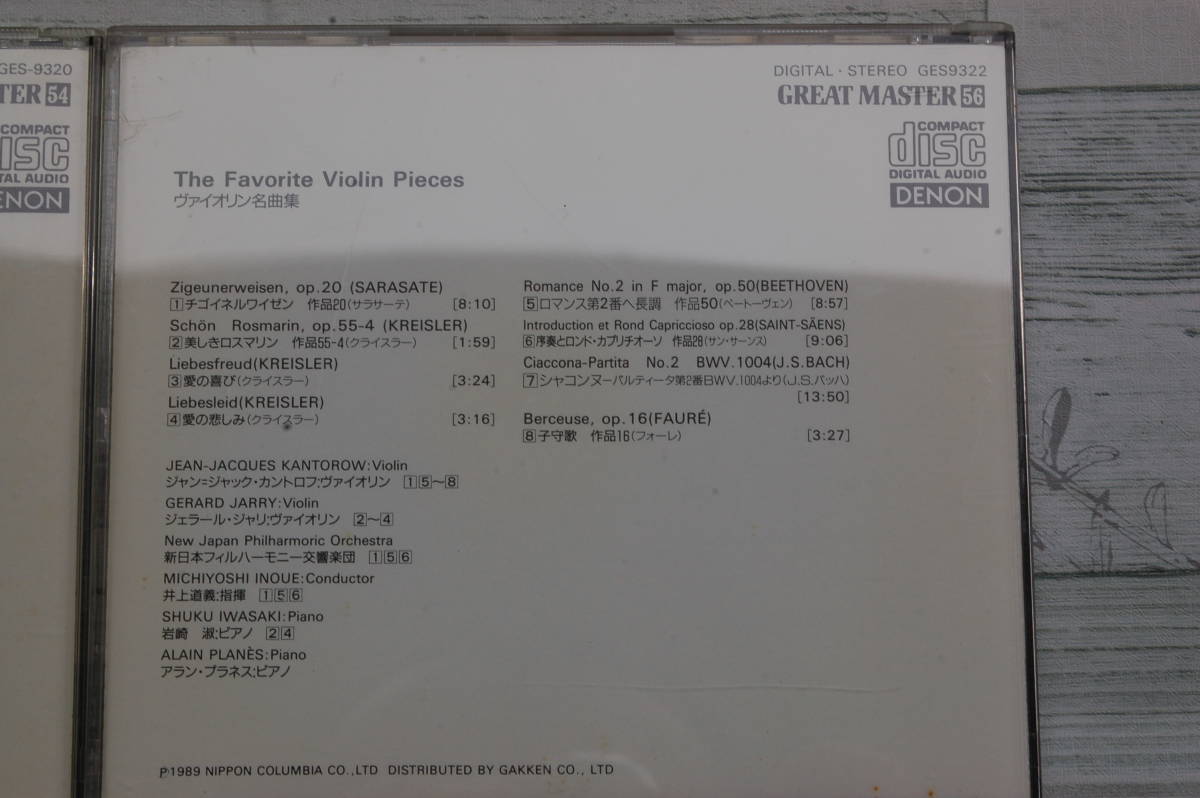 GES-9320
TER 54
COMPACT
disc
TAL AUDIO
ENON
DIGITAL・STEREO GES9322
GREAT MASTER 56
COMPACT
disc
DIGITAL AUDIO
DENON
The Favorite Violin Pieces
ヴァイオリン名曲集
Zigeunerweisen, op.20 (SARASATE)
1 チゴイネルワイゼン 作品20(サラサーテ) [8:10]
Schön Rosmarin, op.55-4 (KREISLER)
2 美しきロスマリン 作品55-4(クライスラー) [1:59]
Liebesfreud(KREISLER)
3 愛の喜び(クライスラー) [3:24]
Liebesleid(KREISLER)
4 愛の悲しみ(クライスラー) [3:16]
Romance No.2 in F major, op.50(BEETHOVEN)
5 ロマンス第2番ヘ長調 作品50(ベートーヴェン) [8:57]
Introduction et Rond Capriccioso op.28(SAINT-SÄENS)
6 序奏とロンド・カプリチオーソ 作品28(サン・サーンス) [9:06]
Ciaccona-Partita No.2 BWV.1004(J.S.BACH)
7 シャコンヌーパルティータ第2番BWV.1004より(J.S.バッハ)
[13:50]
Berceuse, op.16(FAURÉ)
8 子守歌 作品16(フォーレ) [3:27]
JEAN-JACQUES KANTOROW:Violin
ジャン=ジャック・カントロフ:ヴァイオリン 1 5〜8
GERARD JARRY:Violin
ジェラール・ジャリ:ヴァイオリン 2〜4
New Japan Philharmoric Orchestra
新日本フィルハーモニー交響楽団 1 5 6
MICHIYOSHI INOUE:Conductor
井上道義:指揮 1 5 6
SHUKU IWASAKI:Piano
岩崎 淑:ピアノ 2 4
ALAIN PLANÈS:Piano
アラン・プラネス:ピアノ
℗1989 NIPPON COLUMBIA CO.,LTD DISTRIBUTED BY GAKKEN CO., LTD